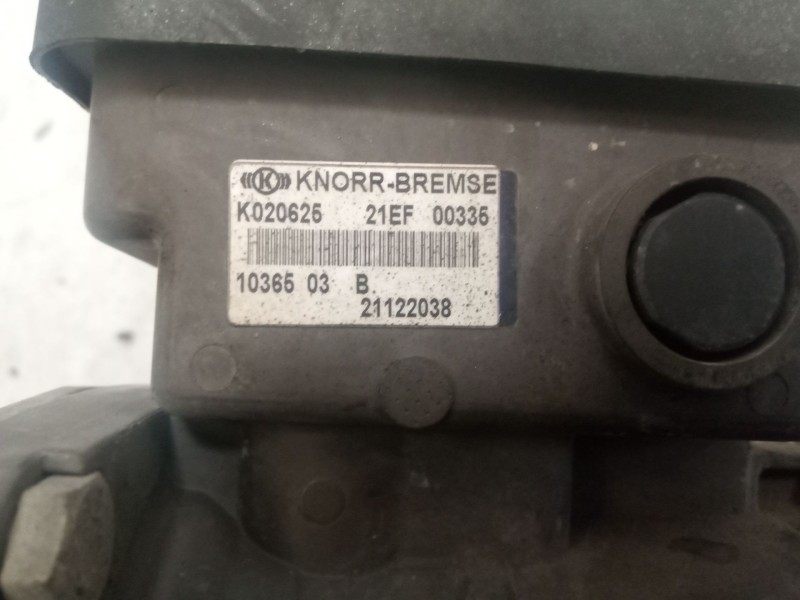 K KNORR-BREMSE
K020625 21EF 00335
10365 03 B.
21122038